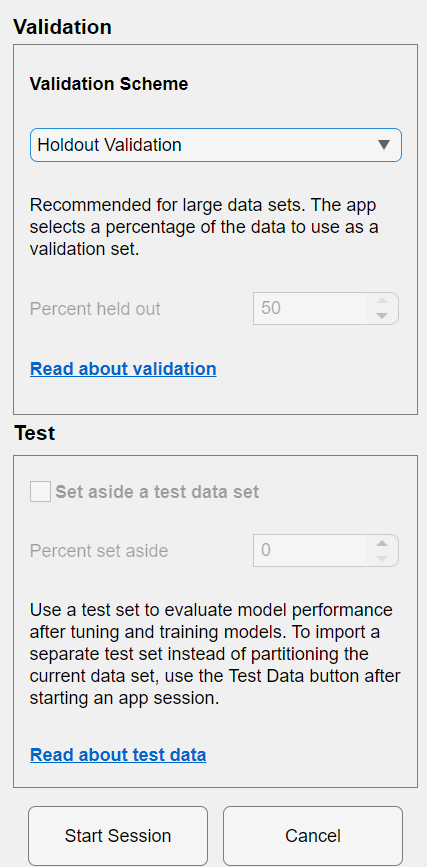 Validation
Validation Scheme
Holdout Validation
Recommended for large data sets. The app
selects a percentage of the data to use as a
validation set.
Percent held out 50
Read about validation
Test
Set aside a test data set
Percent set aside 0
Use a test set to evaluate model performance
after tuning and training models. To import a
separate test set instead of partitioning the
current data set, use the Test Data button after
starting an app session.
Read about test data
Start Session Cancel